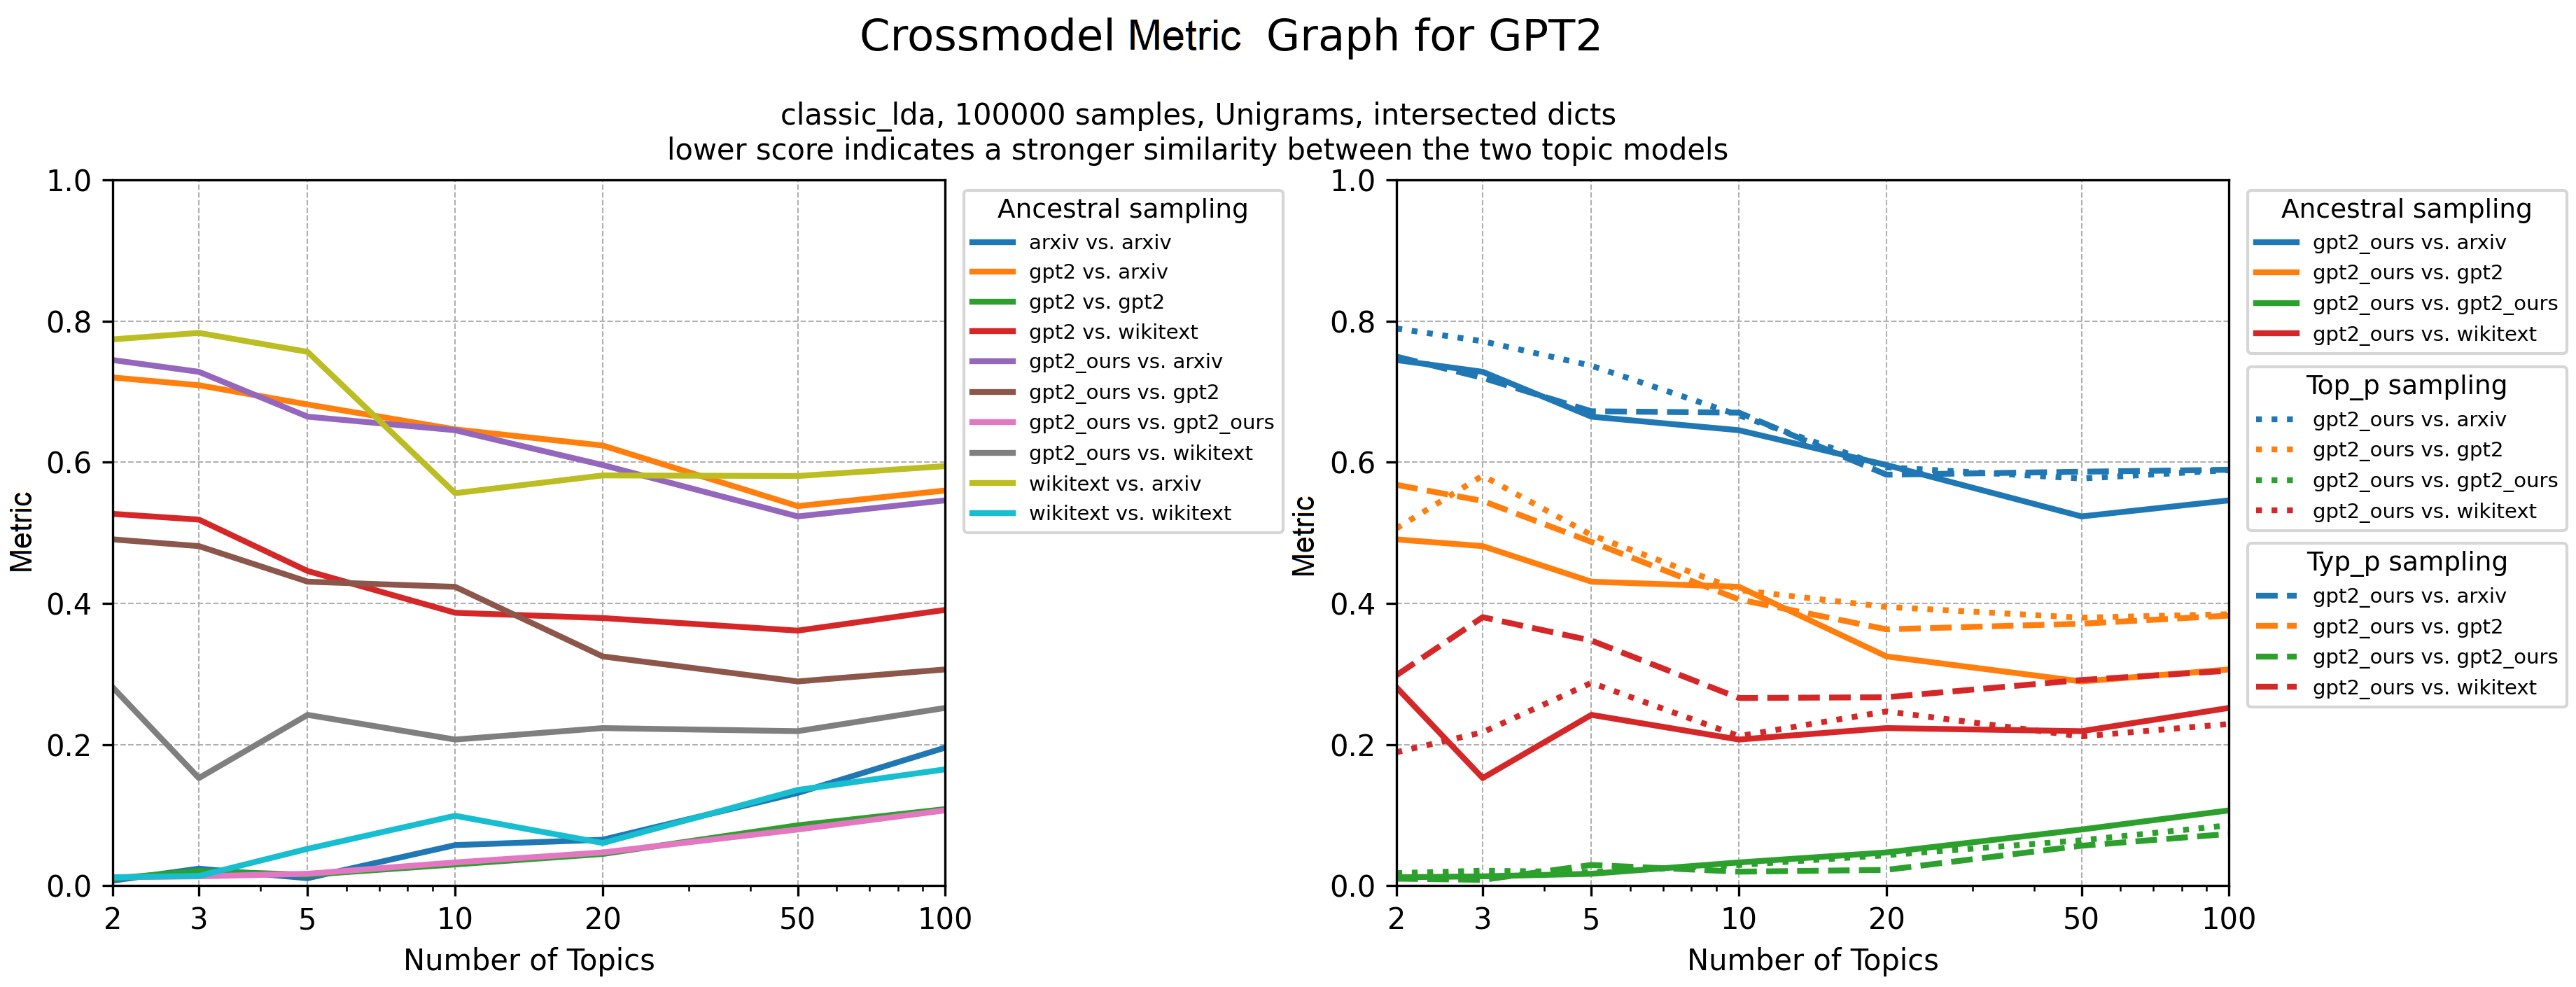 Crossmodel Metric Graph for GPT2
classic_lda, 100000 samples, Unigrams, intersected dicts
lower score indicates a stronger similarity between the two topic models
1.0
0.8
0.6
0.4
0.2
0.0
Metric
2 3 5 10 20 50 100
Number of Topics
Ancestral sampling
arxiv vs. arxiv
gpt2 vs. arxiv
gpt2 vs. gpt2
gpt2 vs. wikitext
gpt2_ours vs. arxiv
gpt2_ours vs. gpt2
gpt2_ours vs. gpt2_ours
gpt2_ours vs. wikitext
wikitext vs. arxiv
wikitext vs. wikitext
1.0
0.8
0.6
0.4
0.2
0.0
Metric
2 3 5 10 20 50 100
Number of Topics
Ancestral sampling
gpt2_ours vs. arxiv
gpt2_ours vs. gpt2
gpt2_ours vs. gpt2_ours
gpt2_ours vs. wikitext
Top_p sampling
gpt2_ours vs. arxiv
gpt2_ours vs. gpt2
gpt2_ours vs. gpt2_ours
gpt2_ours vs. wikitext
Typ_p sampling
gpt2_ours vs. arxiv
gpt2_ours vs. gpt2
gpt2_ours vs. gpt2_ours
gpt2_ours vs. wikitext